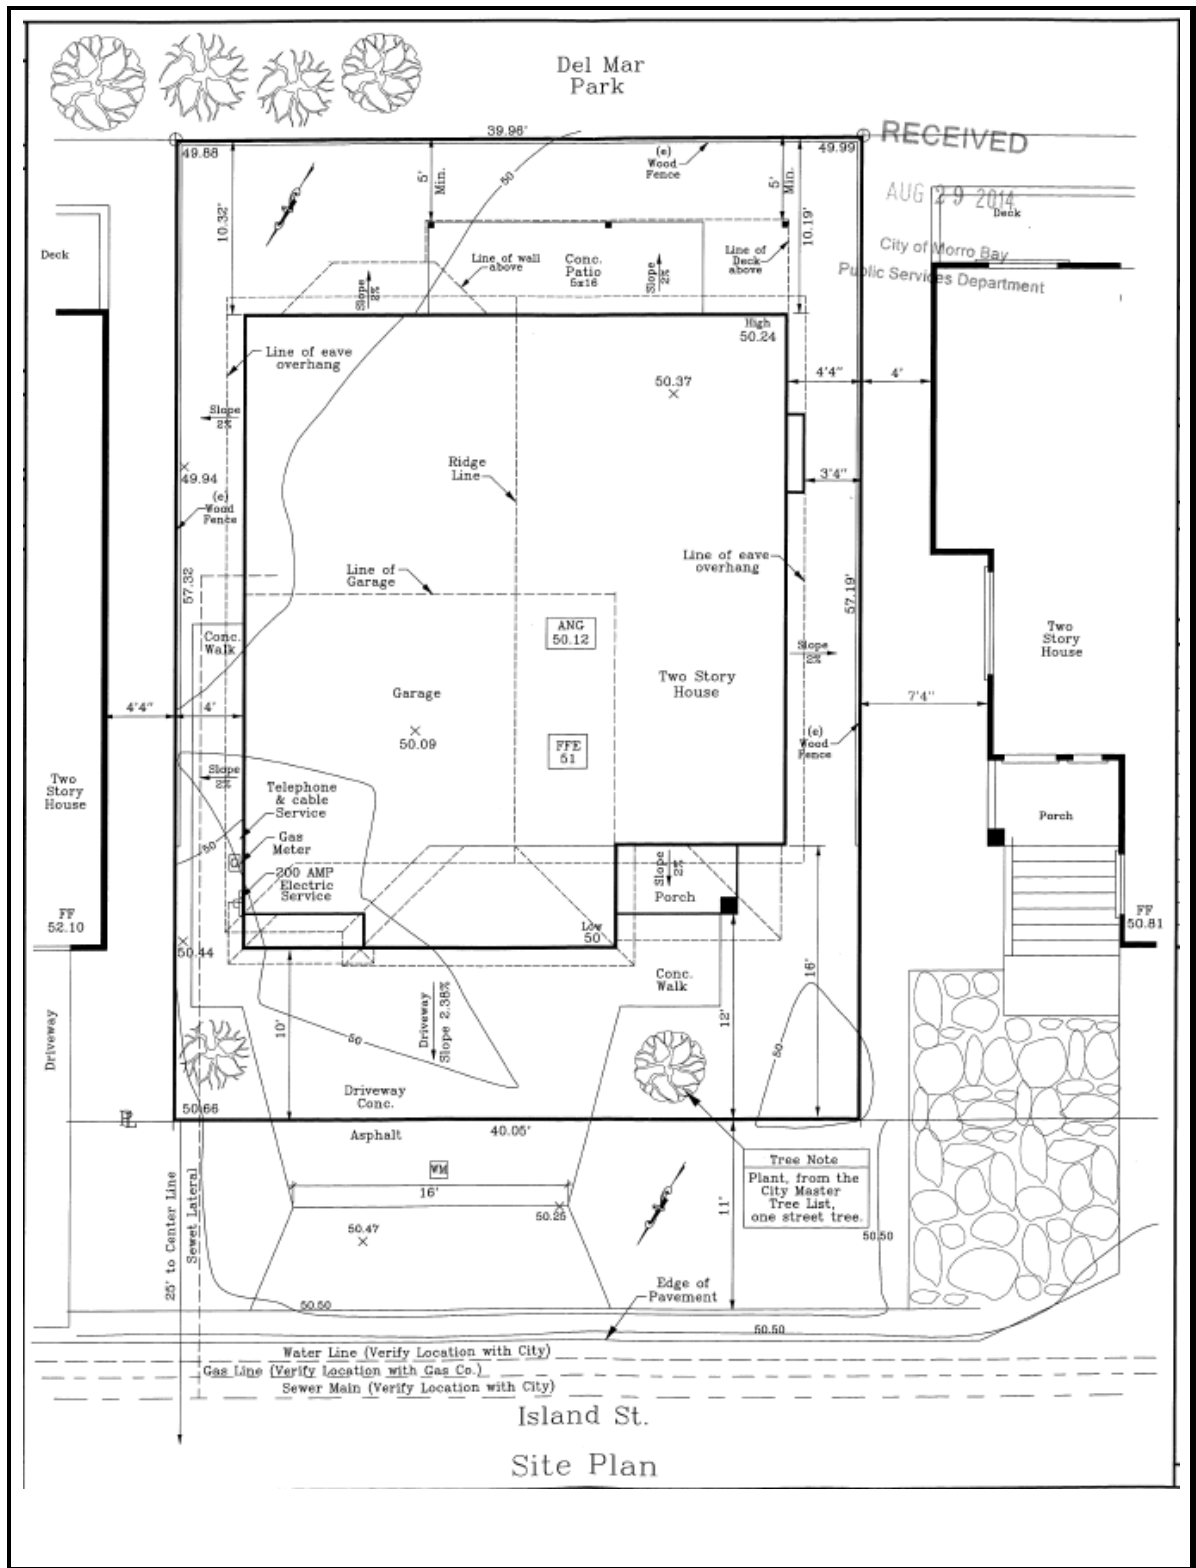 Del Mar
Park
39.96'
RECEIVED
AUG 29 2014
City of Morro Bay
Public Services Department
49.88
49.99
(e)
Wood
Fence
5'
Min.
50
5'
Min.
10.32'
10.19'
Deck
Deck
Line of wall
above
Conc.
Patio
5x16
Line of
Deck
above
Slope
2%
Slope
2%
High
50.24
Line of eave
overhang
4'4"
4'
50.37
Slope
2%
Ridge
Line
3'4"
49.94
(e)
Wood
Fence
Line of eave
overhang
Line of
Garage
57.32
57.19'
ANG
50.12
Conc.
Walk
Slope
2%
Two
Story
House
Two Story
House
Garage
7'4"
4'4"
4'
50.09
FFE
51
(e)
Wood
Fence
Slope
2%
Two
Story
House
Telephone
& cable
Service
Porch
Gas
Meter
50
G
200 AMP
Electric
Service
Slope
2%
Porch
FF
52.10
FF
50.81
Low
50
50.44
Conc.
Walk
16'
Driveway
10'
Driveway
Slope 2.38%
12'
50
50
Driveway
Conc.
50.66
PL
Asphalt
40.05'
WM
16'
Tree Note
Plant, from the
City Master
Tree List,
one street tree.
11'
25' to Center Line
Sewet Lateral
50.47
50.25
50.50
Edge of
Pavement
50.50
50.50
Water Line (Verify Location with City)
Gas Line (Verify Location with Gas Co.)
Sewer Main (Verify Location with City)
Island St.
Site Plan